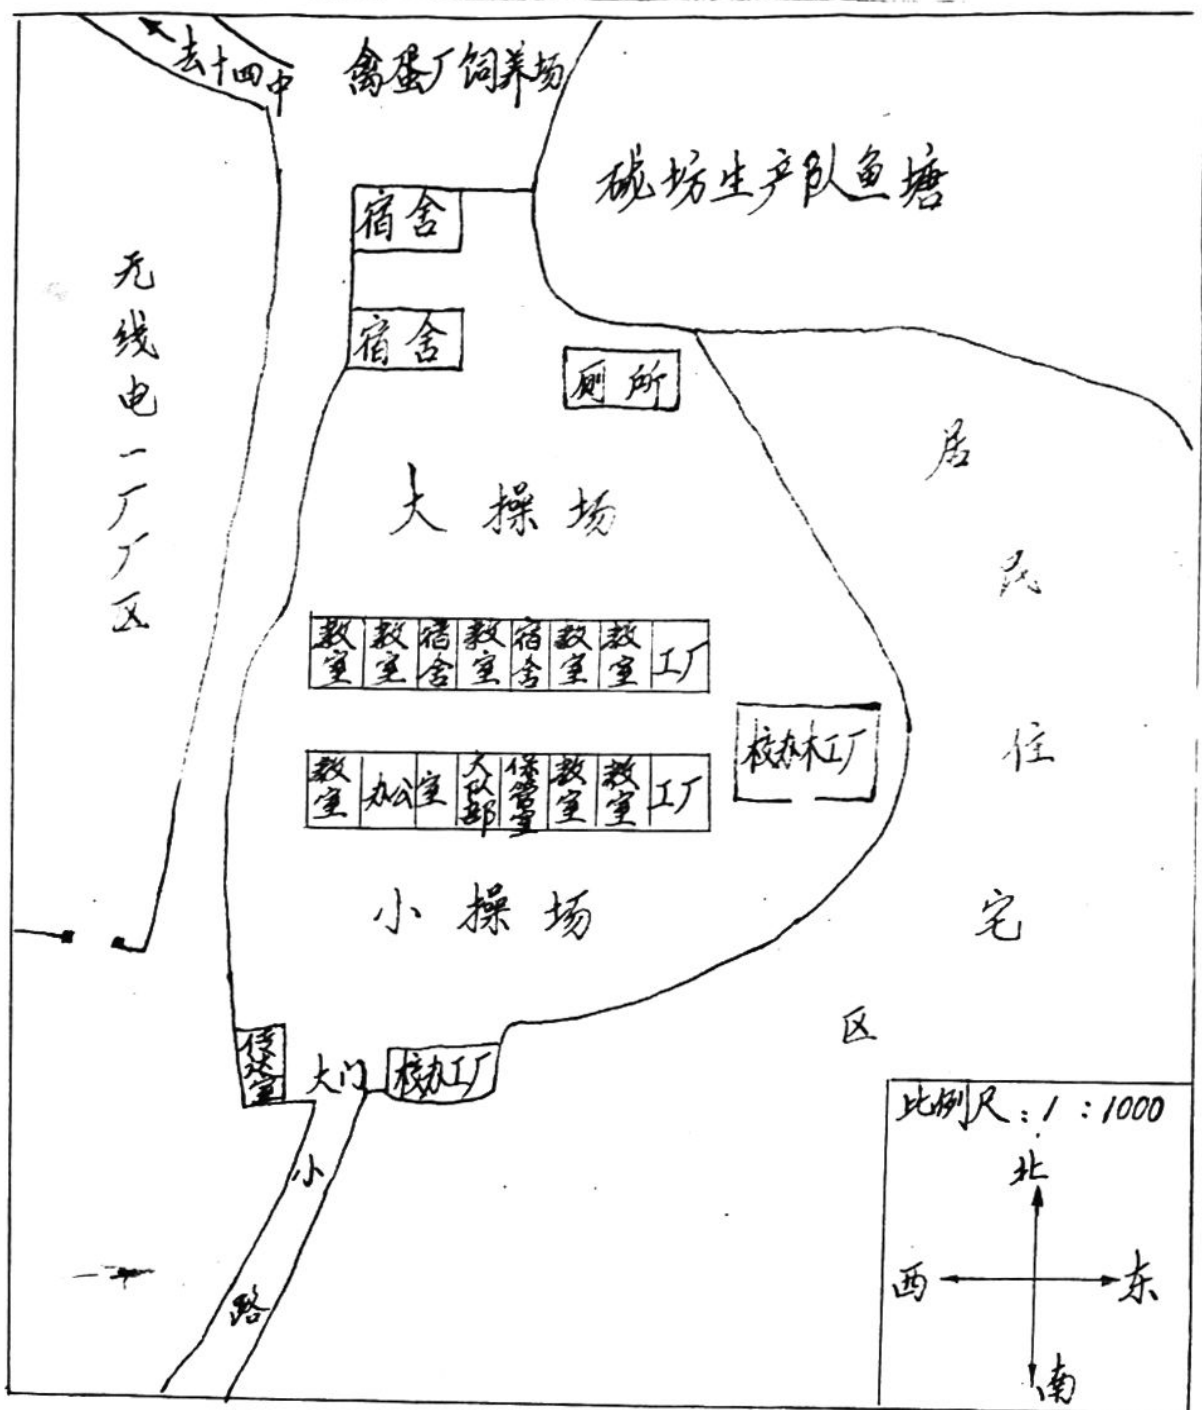 去十四中
禽蛋厂饲养场
碗坊生产队鱼塘
无线电一厂厂区
宿舍
宿舍
厕所
大操场
居民住宅区
教室 教室 宿舍 教室 宿舍 教室 教室 工厂
校办木工厂
教室 办公室 大队部 保管室 教室 教室 工厂
小操场
传达室
大门
校办工厂
小路
比例尺：1：1000
北
西
东
南